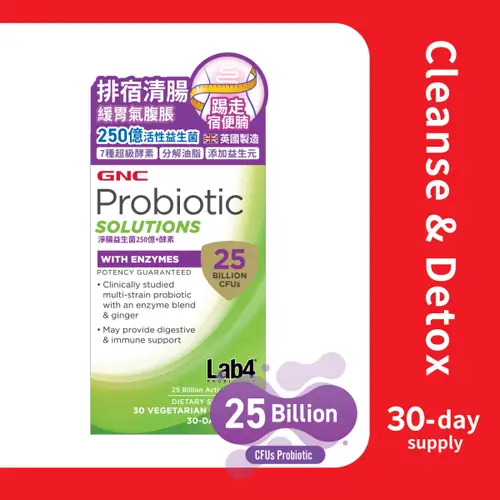 排宿清腸
緩胃氣腹脹
250億活性益生菌
7種超級酵素 分解油脂 添加益生元
踢走
宿便腩
英國製造
GNC
Probiotic
SOLUTIONS
淨腸益生菌250億+酵素
WITH ENZYMES
POTENCY GUARANTEED
• Clinically studied
multi-strain probiotic
with an enzyme blend
& ginger
• May provide digestive
& immune support
25
BILLION
CFUs
Lab4
PROBIOTICS
25 Billion
DIETARY
30 VEGETARIAN
25 Billion
CFUs Probiotic
Cleanse & Detox
30-day
supply